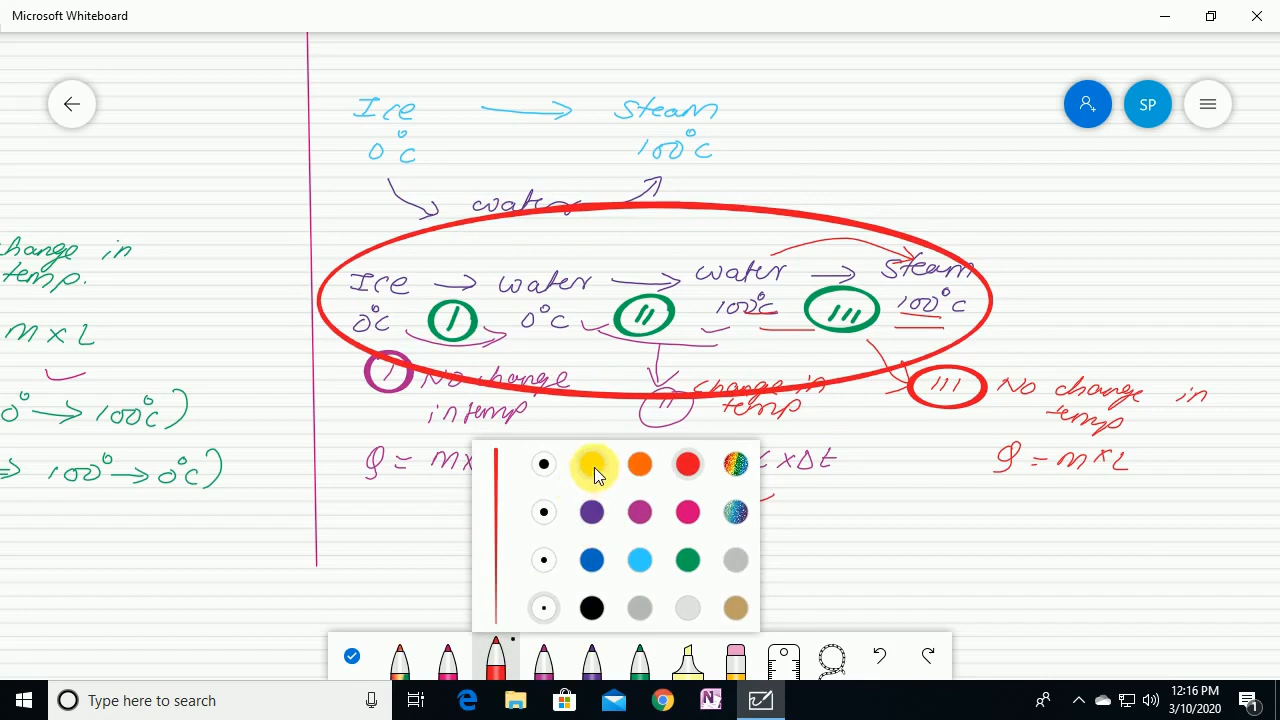 Microsoft Whiteboard
SP
Ice → Steam
0°C 100°C
water
change in
temp.
m × L
0° → 100°C)
⇒ 100° → 0°C)
Ice → water → water → Steam
0°C 0°C 100°C 100°C
I II III
I No change
in temp
II change in
temp
III No change in
temp
Q = m×
× Δt
Q = m×L
Type here to search
12:16 PM
3/10/2020
1